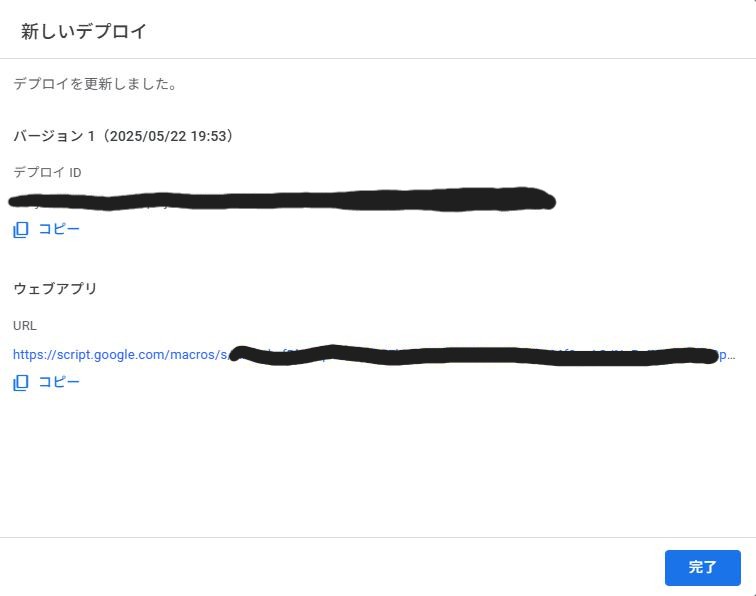 新しいデプロイ
デプロイを更新しました。
バージョン 1（2025/05/22 19:53）
デプロイ ID
コピー
ウェブアプリ
URL
https://script.google.com/macros/s/
コピー
完了